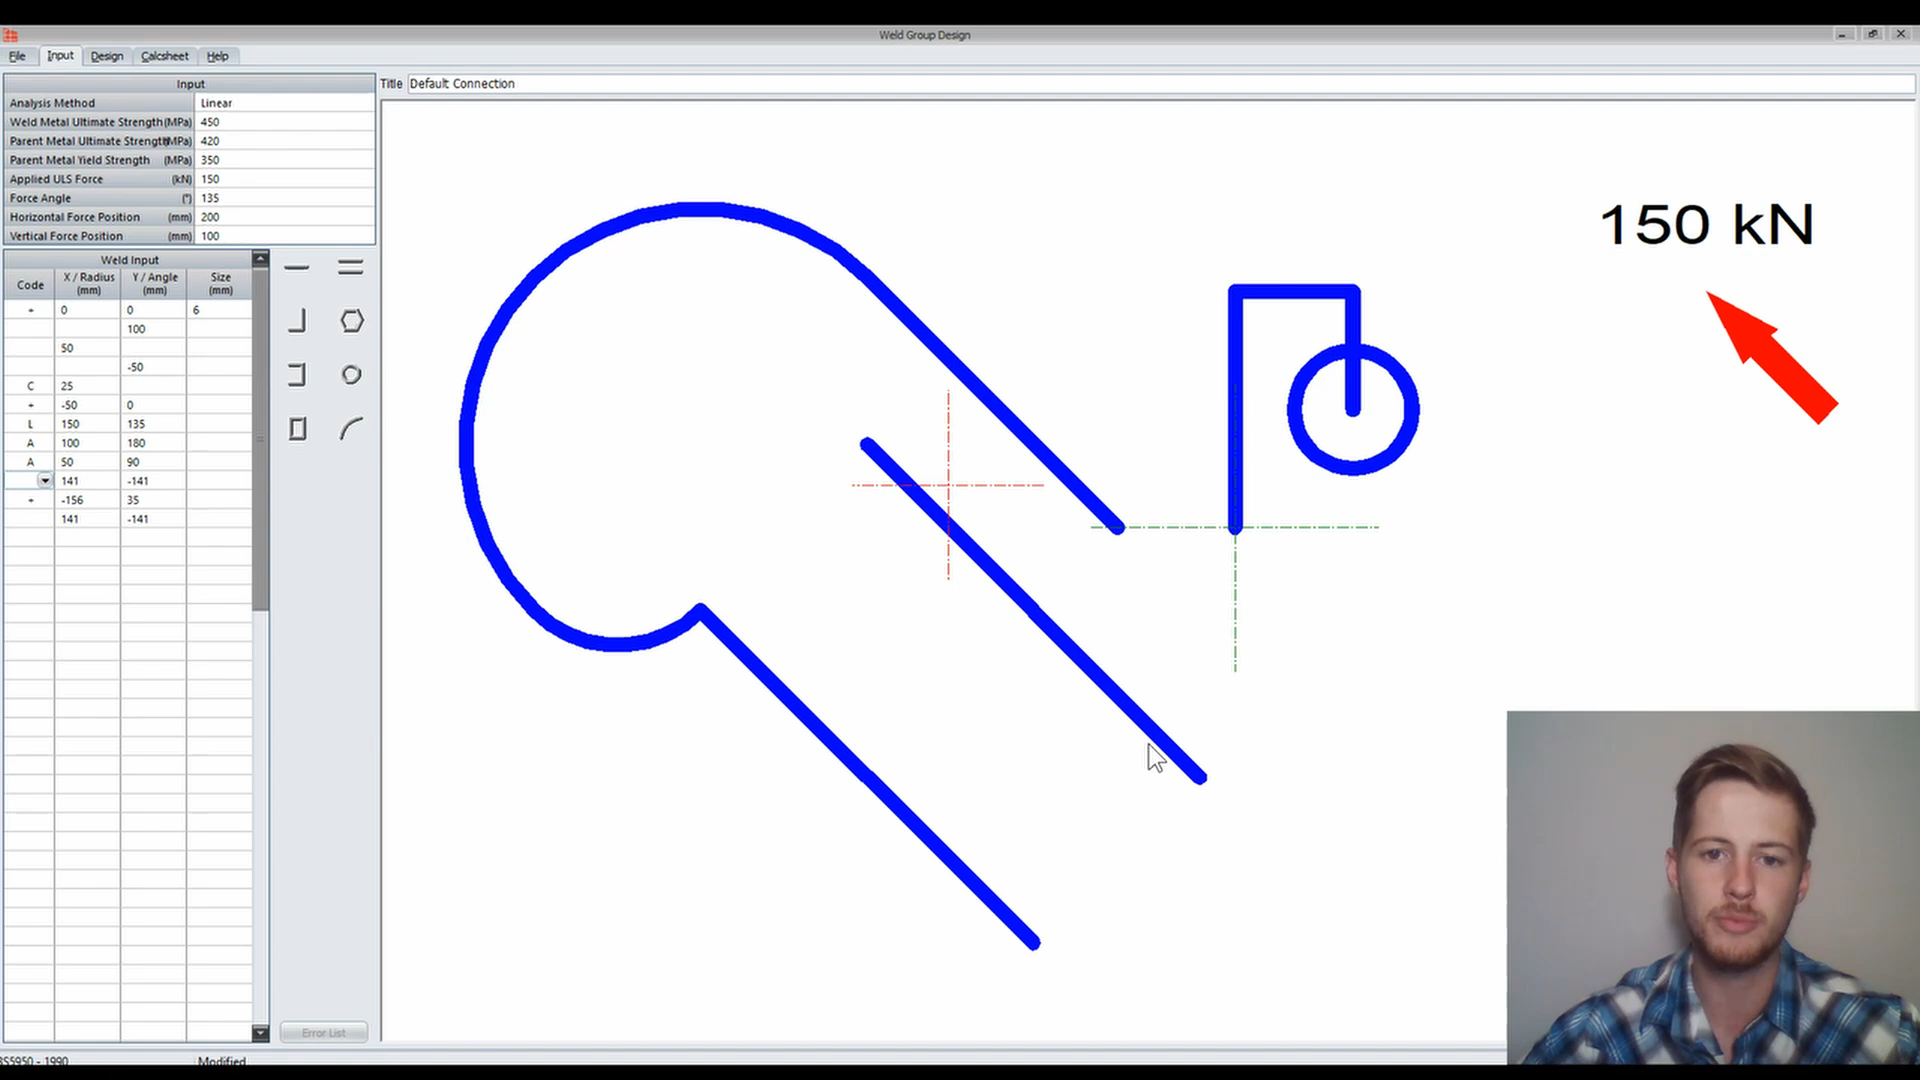 Weld Group Design
File Input Design Calcsheet Help
Input
Title Default Connection
Analysis Method Linear
Weld Metal Ultimate Strength(MPa) 450
Parent Metal Ultimate Strength(MPa) 420
Parent Metal Yield Strength (MPa) 350
Applied ULS Force (kN) 150
Force Angle (°) 135
Horizontal Force Position (mm) 200
Vertical Force Position (mm) 100
Weld Input
Code X / Radius (mm) Y / Angle (mm) Size (mm)
+ 0 0 6
100
50
-50
C 25
+ -50 0
L 150 135
A 100 180
A 50 90
141 -141
+ -156 35
141 -141
150 kN
Error List
BS5950 - 1990 Modified